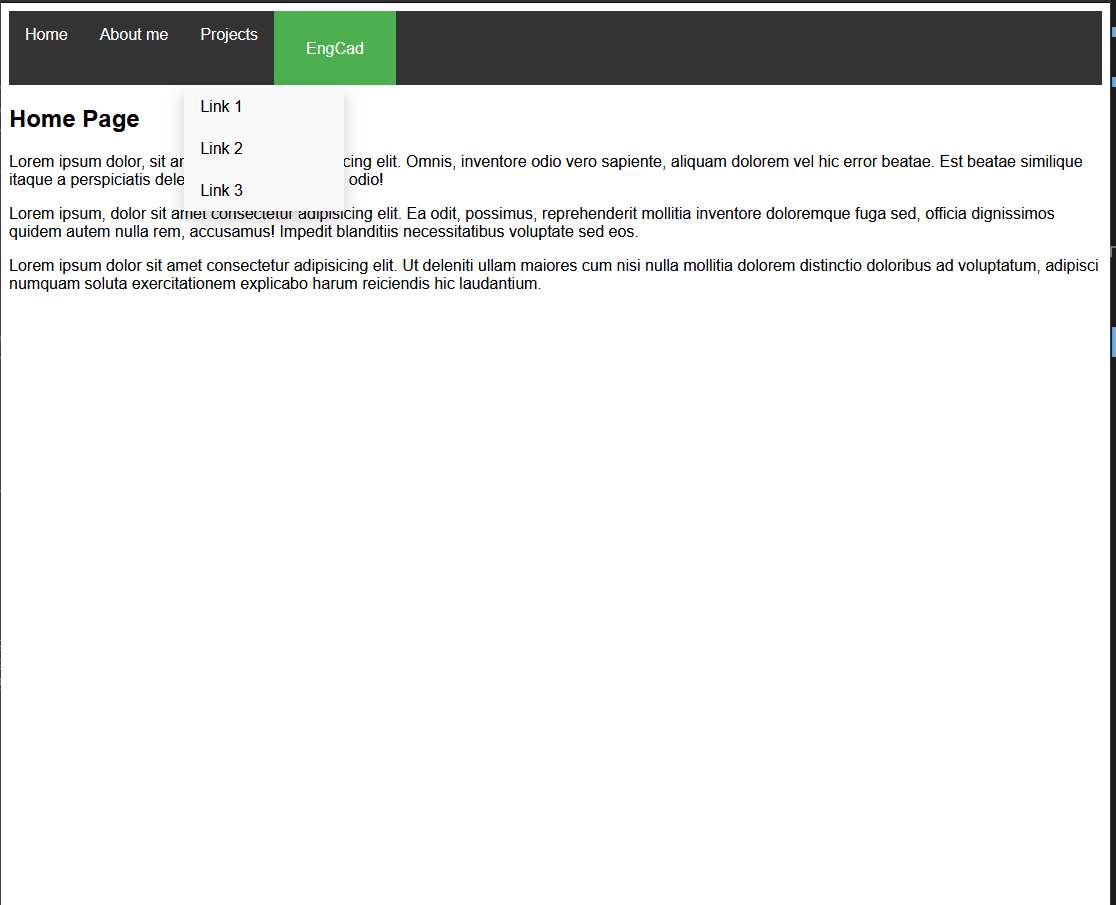 Home About me Projects EngCad
Home Page
Link 1
Link 2
Link 3
Lorem ipsum dolor, sit cing elit. Omnis, inventore odio vero sapiente, aliquam dolorem vel hic error beatae. Est beatae similique
itaque a perspiciatis odio!
Lorem ipsum, dolor sit amet consectetur adipisicing elit. Ea odit, possimus, reprehenderit mollitia inventore doloremque fuga sed, officia dignissimos
quidem autem nulla rem, accusamus! Impedit blanditiis necessitatibus voluptate sed eos.
Lorem ipsum dolor sit amet consectetur adipisicing elit. Ut deleniti ullam maiores cum nisi nulla mollitia dolorem distinctio doloribus ad voluptatum, adipisci
numquam soluta exercitationem explicabo harum reiciendis hic laudantium.